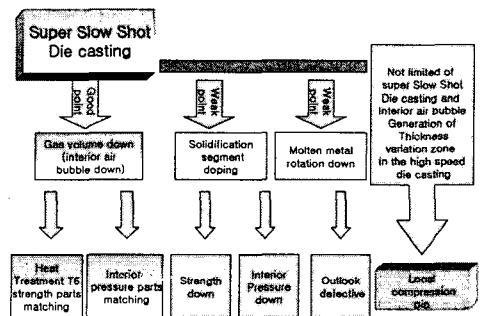 Super Slow Shot
Die casting
Good
point
Weak
point
Weak
point
Not limited of
super Slow Shot
Die casting and
Interior air bubble
Generation of
Thickness
variation zone
in the high speed
die casting
Gas volume down
(interior air
bubble down)
Solidification
segment
doping
Molten metal
rotation down
Heat
Treatment T6
strength parts
matching
Interior
pressure parts
matching
Strength
down
Interior
Pressure
down
Outlook
defective
Local
compression
pin